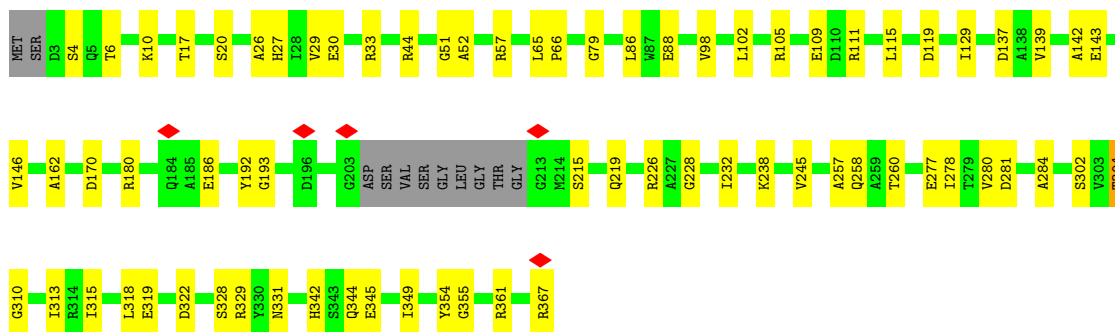 MET SER D3 S4 Q5 T6 K10 T17 S20 A26 H27 I28 V29 E30 R33 R44 G51 A52 R57 L65 P66 G79 L86 W87 E88 V98 L102 R105 E109 D110 R111 L115 D119 I129 D137 A138 V139 A142 E143
V146 A162 D170 R180 Q184 A185 E186 Y192 G193 D196 G203 ASP SER VAL SER GLY LEU GLY THR GLY G213 M214 S215 Q219 R226 A227 G228 I232 K238 V245 A257 Q258 A259 T260 E277 I278 T279 V280 D281 A284 S302 V303
G310 I313 R314 I315 L318 E319 D322 S328 R329 Y330 N331 H342 S343 Q344 E345 I349 Y354 G355 R361 R367